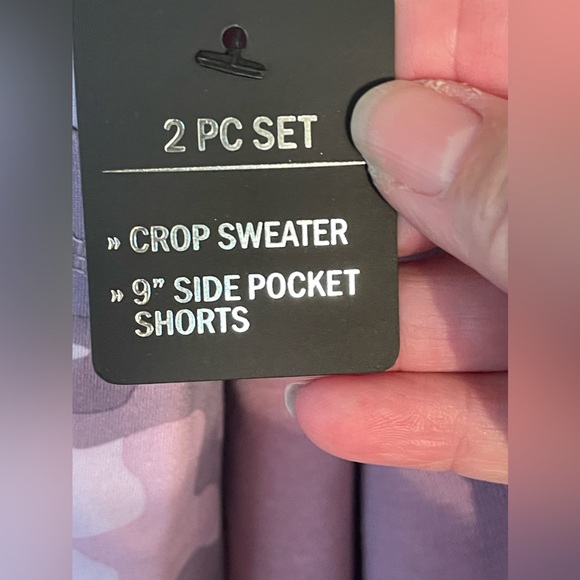 2 PC SET
» CROP SWEATER
» 9" SIDE POCKET
SHORTS